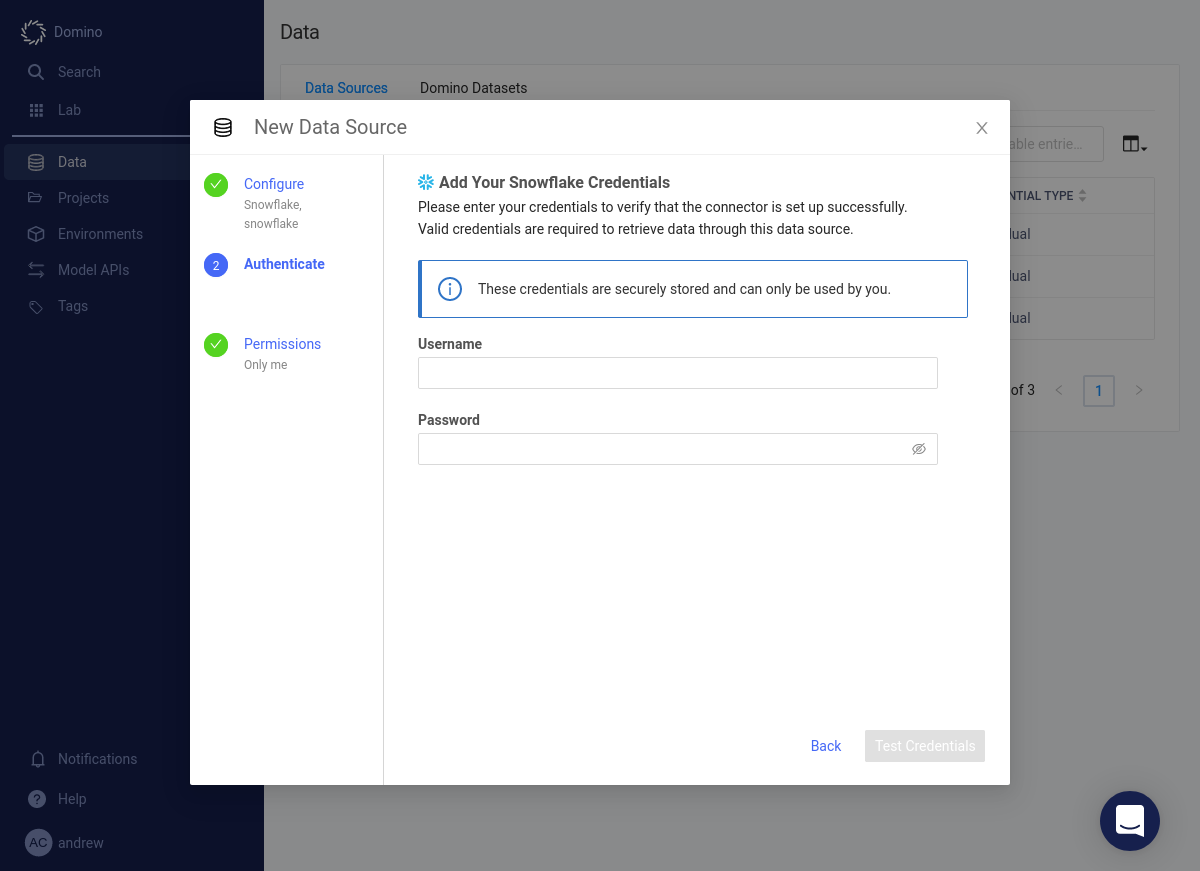 Domino
Search
Lab
Data
Projects
Environments
Model APIs
Tags
Notifications
Help
AC andrew
Data
Data Sources Domino Datasets
able entrie...
NTIAL TYPE
dual
dual
dual
of 3 < 1 >
New Data Source
Configure
Snowflake,
snowflake
2 Authenticate
Permissions
Only me
Add Your Snowflake Credentials
Please enter your credentials to verify that the connector is set up successfully.
Valid credentials are required to retrieve data through this data source.
These credentials are securely stored and can only be used by you.
Username
Password
Back Test Credentials